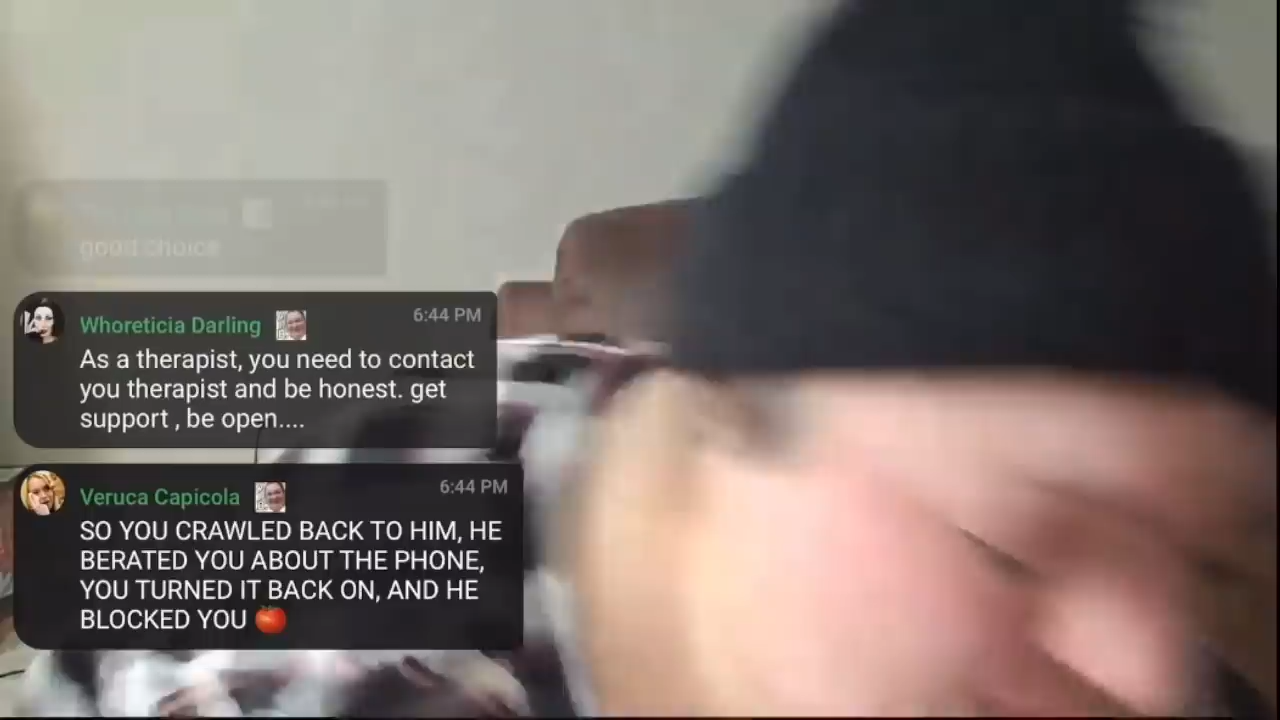 good choice
Whoreticia Darling
6:44 PM
As a therapist, you need to contact
you therapist and be honest. get
support , be open....
Veruca Capicola
6:44 PM
SO YOU CRAWLED BACK TO HIM, HE
BERATED YOU ABOUT THE PHONE,
YOU TURNED IT BACK ON, AND HE
BLOCKED YOU 🍅